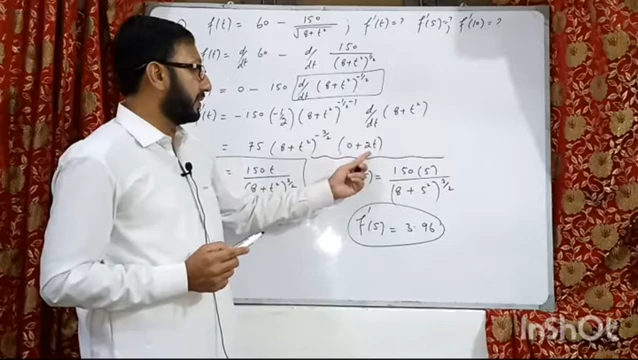 f(t) = 60 - 150/√(8+t²) ; f'(t)=? f'(5)=? f'(10)=?
f(t) = d/dt 60 - d/dt 150/(8+t²)^(1/2)
= 0 - 150 d/dt (8+t²)^(-1/2)
(t) = -150 (-1/2) (8+t²)^(-1/2-1) d/dt (8+t²)
= 75 (8+t²)^(-3/2) (0+2t)
= 150t/(8+t²)^(3/2) ) = 150(5)/(8+5²)^(3/2)
f'(5) = 3.96
InShot